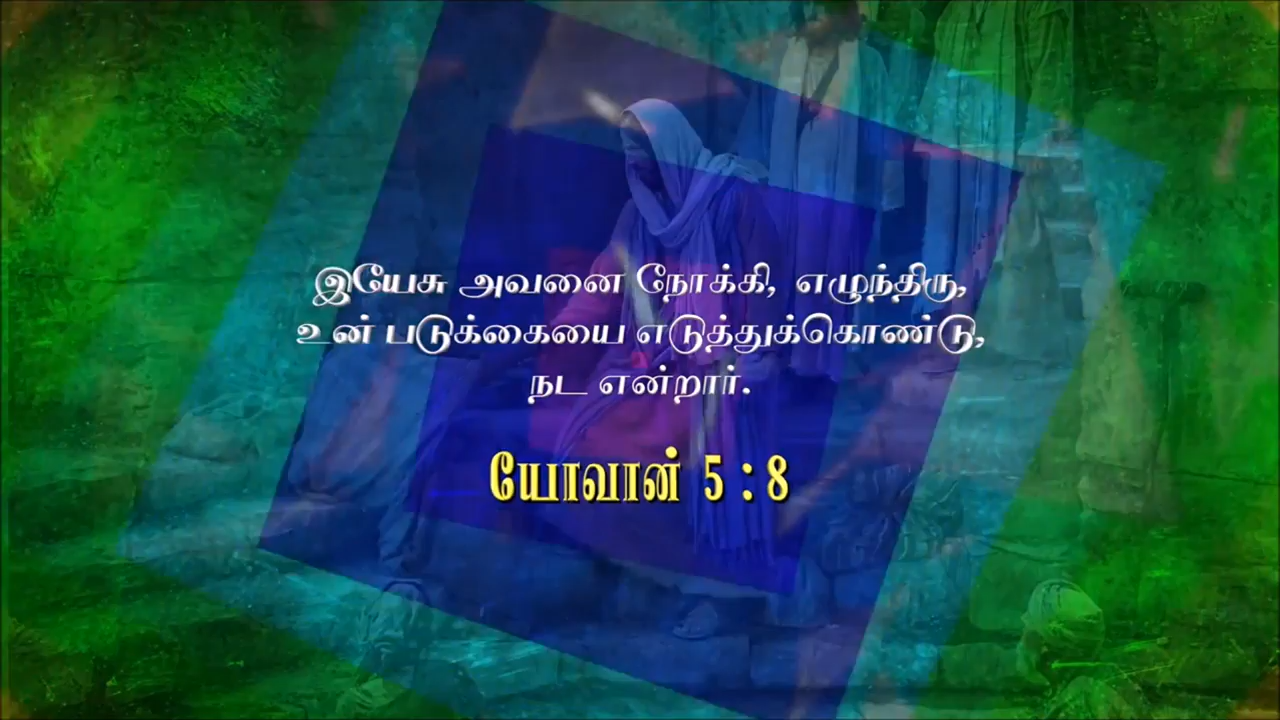 இயேசு அவனை நோக்கி, எழுந்திரு,
உன் படுக்கையை எடுத்துக்கொண்டு,
நட என்றார்.
யோவான் 5 : 8